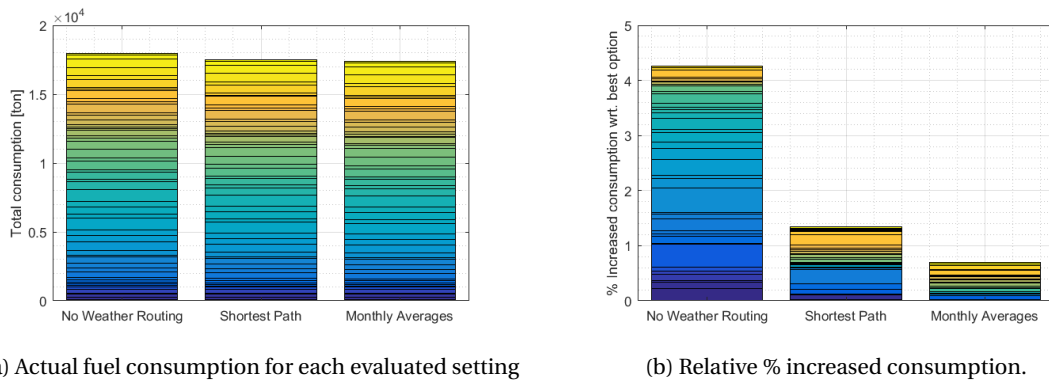 ×10⁴
2
1.5
1
0.5
0
Total consumption [ton]
No Weather Routing Shortest Path Monthly Averages
) Actual fuel consumption for each evaluated setting
5
4
3
2
1
0
% Increased consumption wrt. best option
No Weather Routing Shortest Path Monthly Averages
(b) Relative % increased consumption.